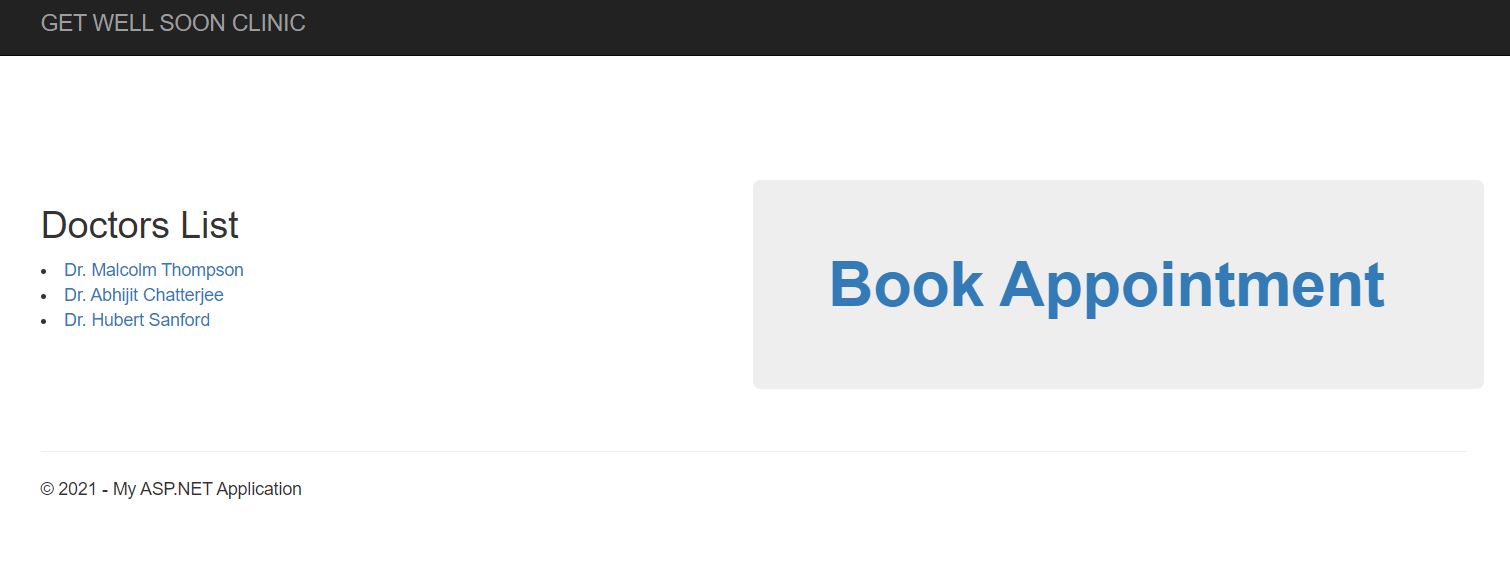 GET WELL SOON CLINIC
Doctors List
Dr. Malcolm Thompson
Dr. Abhijit Chatterjee
Dr. Hubert Sanford
Book Appointment
© 2021 - My ASP.NET Application